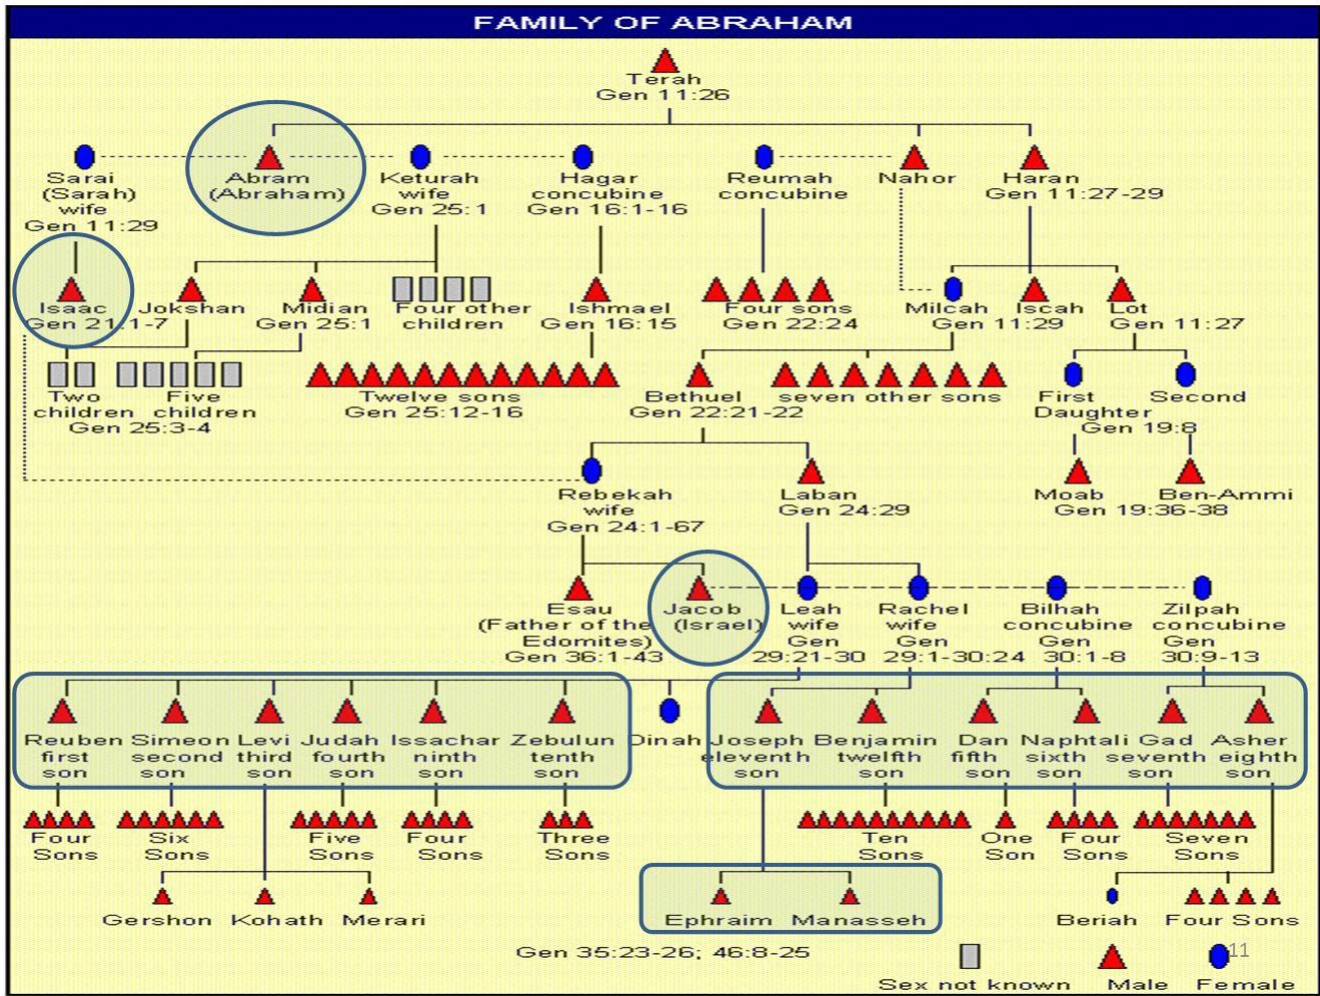 FAMILY OF ABRAHAM
Terah
Gen 11:26
Sarai
(Sarah)
wife
Gen 11:29
Abram
(Abraham)
Keturah
wife
Gen 25:1
Hagar
concubine
Gen 16:1-16
Reumah
concubine
Nahor
Haran
Gen 11:27-29
Isaac
Gen 21:1-7
Jokshan
Midian
Gen 25:1
Four other
children
Ishmael
Gen 16:15
Four sons
Gen 22:24
Milcah
Gen 11:29
Iscah
Lot
Gen 11:27
Two
children
Five
children
Gen 25:3-4
Twelve sons
Gen 25:12-16
Bethuel
Gen 22:21-22
seven other sons
First
Daughter
Second
Gen 19:8
Rebekah
wife
Gen 24:1-67
Laban
Gen 24:29
Moab
Ben-Ammi
Gen 19:36-38
Esau
(Father of the
Edomites)
Gen 36:1-43
Jacob
(Israel)
Leah
wife
Gen
29:21-30
Rachel
wife
Gen
29:1-30:24
Bilhah
concubine
Gen
30:1-8
Zilpah
concubine
Gen
30:9-13
Reuben
first
son
Simeon
second
son
Levi
third
son
Judah
fourth
son
Issachar
ninth
son
Zebulun
tenth
son
Dinah
Joseph
eleventh
son
Benjamin
twelfth
son
Dan
fifth
son
Naphtali
sixth
son
Gad
seventh
son
Asher
eighth
son
Four
Sons
Six
Sons
Five
Sons
Four
Sons
Three
Sons
Ten
Sons
One
Son
Four
Sons
Seven
Sons
Gershon
Kohath
Merari
Ephraim
Manasseh
Beriah
Four Sons
Gen 35:23-26; 46:8-25
11
Sex not known
Male
Female